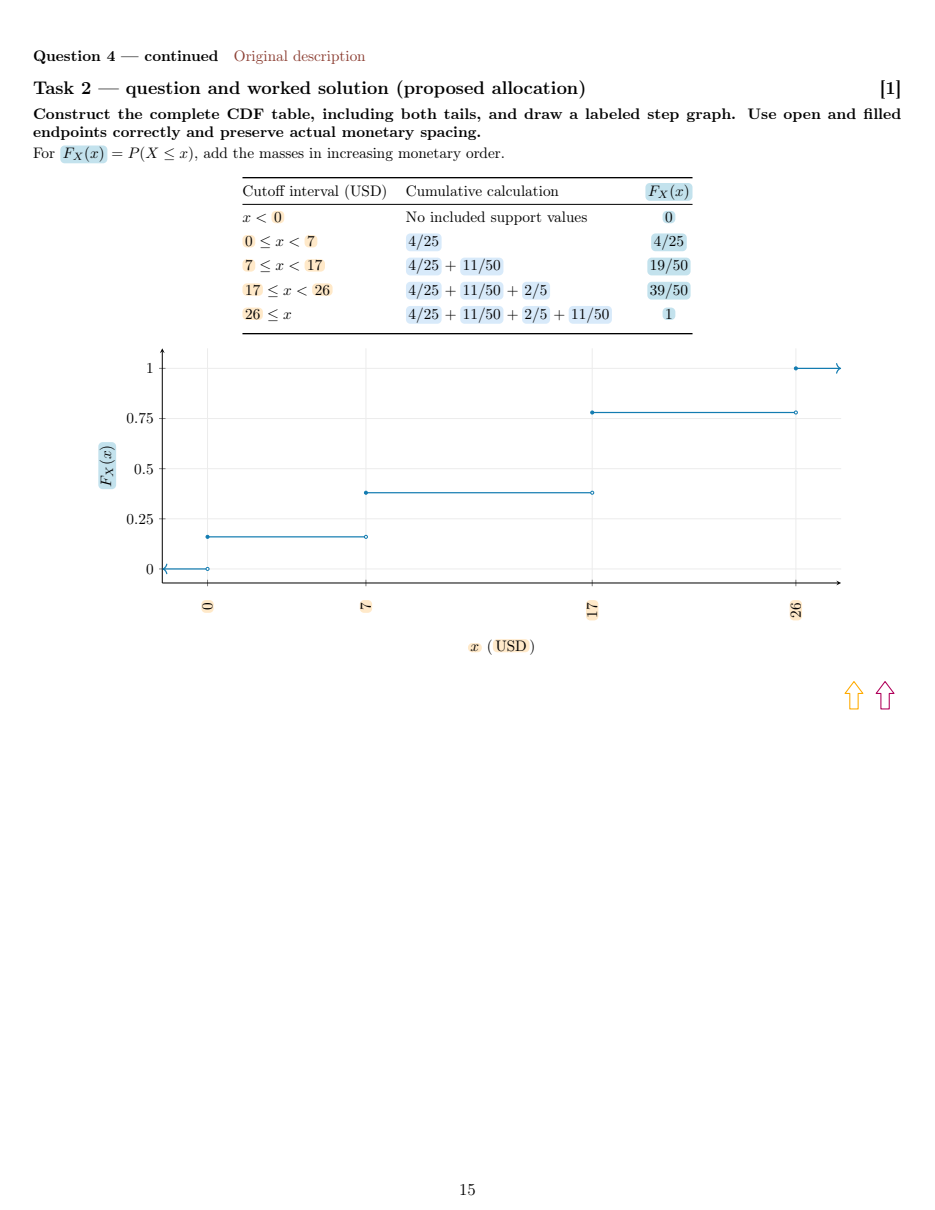 Question 4 — continued Original description
Task 2 — question and worked solution (proposed allocation) [1]
Construct the complete CDF table, including both tails, and draw a labeled step graph. Use open and filled
endpoints correctly and preserve actual monetary spacing.
For F_X(x) = P(X ≤ x), add the masses in increasing monetary order.
Cutoff interval (USD) Cumulative calculation F_X(x)
x < 0 No included support values 0
0 ≤ x < 7 4/25 4/25
7 ≤ x < 17 4/25 + 11/50 19/50
17 ≤ x < 26 4/25 + 11/50 + 2/5 39/50
26 ≤ x 4/25 + 11/50 + 2/5 + 11/50 1
1
0.75
0.5
0.25
0
F_X(x)
0 7 17 26
x (USD)
15